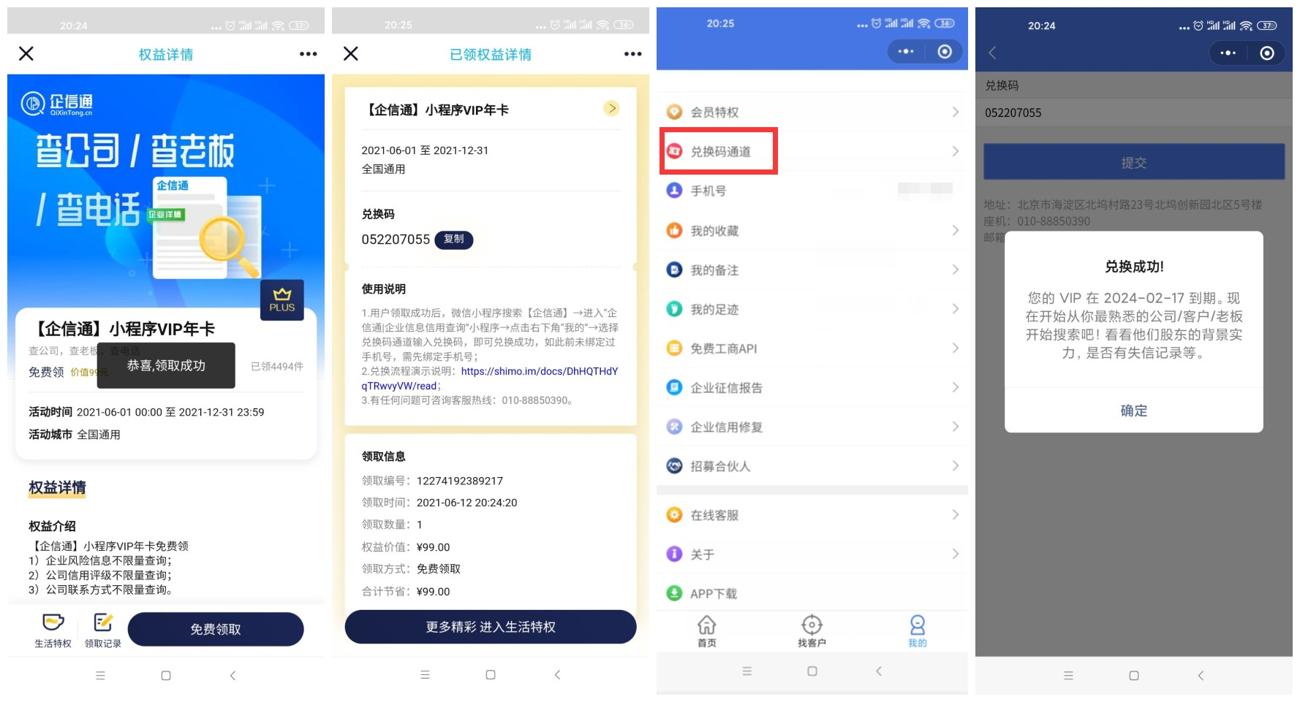 20:24
37
权益详情
企信通
QiXinTong.cn
查公司 / 查老板
/ 查电话
企信通
企业详情
PLUS
【企信通】小程序VIP年卡
查公司，查老板，查电话
恭喜,领取成功
免费领 价值99元
已领4494件
活动时间 2021-06-01 00:00 至 2021-12-31 23:59
活动城市 全国通用
权益详情
权益介绍
【企信通】小程序VIP年卡免费领
1）企业风险信息不限量查询；
2）公司信用评级不限量查询；
3）公司联系方式不限量查询。
生活特权
领取记录
免费领取
20:25
36
已领权益详情
【企信通】小程序VIP年卡
2021-06-01 至 2021-12-31
全国通用
兑换码
052207055 复制
使用说明
1.用户领取成功后，微信小程序搜索【企信通】→进入“企
信通|企业信息信用查询”小程序→点击右下角“我的”→选择
兑换码通道输入兑换码，即可兑换成功，如此前未绑定过
手机号，需先绑定手机号；
2.兑换流程演示说明：https://shimo.im/docs/DhHQTHdY
qTRwvyVW/read；
3.有任何问题可咨询客服热线：010-88850390。
领取信息
领取编号：12274192389217
领取时间：2021-06-12 20:24:20
领取数量：1
权益价值：¥99.00
领取方式：免费领取
合计节省：¥99.00
更多精彩 进入生活特权
20:25
36
会员特权
兑换码通道
手机号
我的收藏
我的备注
我的足迹
免费工商API
企业征信报告
企业信用修复
招募合伙人
在线客服
关于
APP下载
首页
找客户
我的
20:24
37
兑换码
052207055
提交
地址：北京市海淀区北坞村路23号北坞创新园北区5号楼
座机：010-88850390
邮箱
兑换成功!
您的 VIP 在 2024-02-17 到期。现
在开始从你最熟悉的公司/客户/老板
开始搜索吧！看看他们股东的背景实
力，是否有失信记录等。
确定